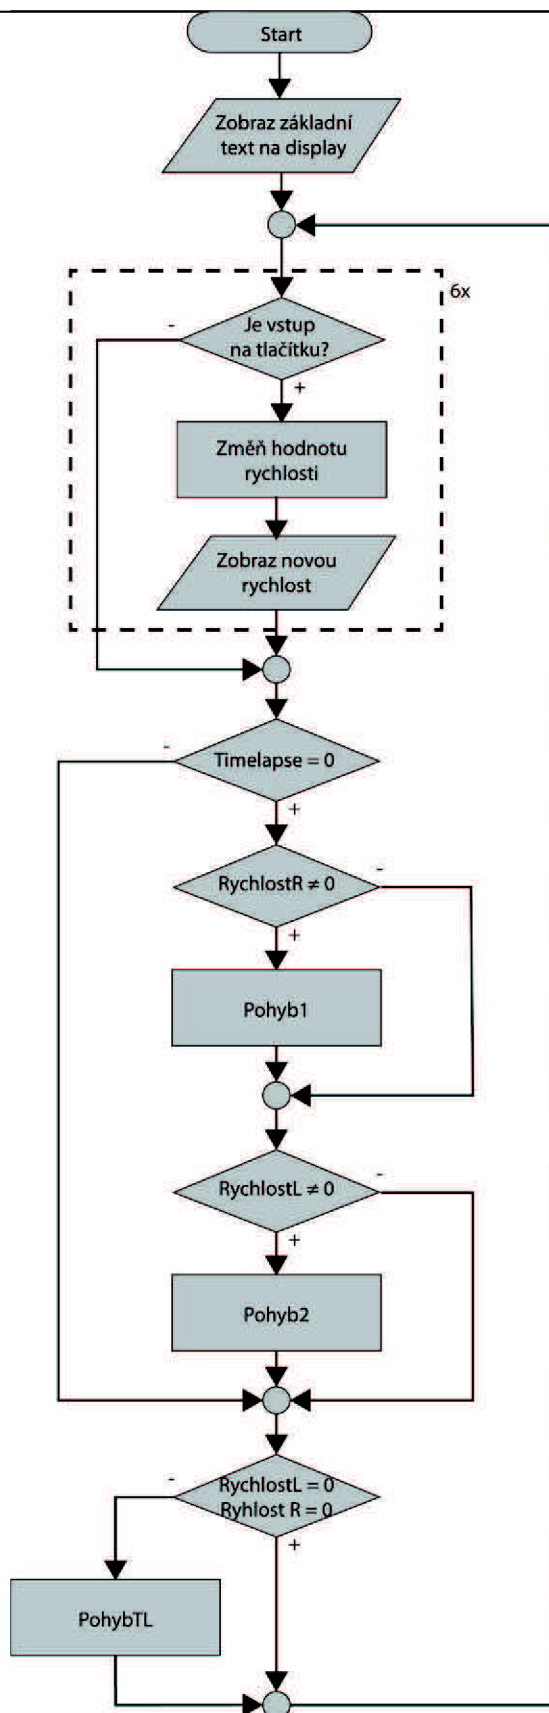 Start
Zobraz základní
text na display
6x
Je vstup
na tlačítku?
-
+
Změň hodnotu
rychlosti
Zobraz novou
rychlost
Timelapse = 0
-
+
RychlostR ≠ 0
-
+
Pohyb1
RychlostL ≠ 0
-
+
Pohyb2
RychlostL = 0
Ryhlost R = 0
-
+
PohybTL